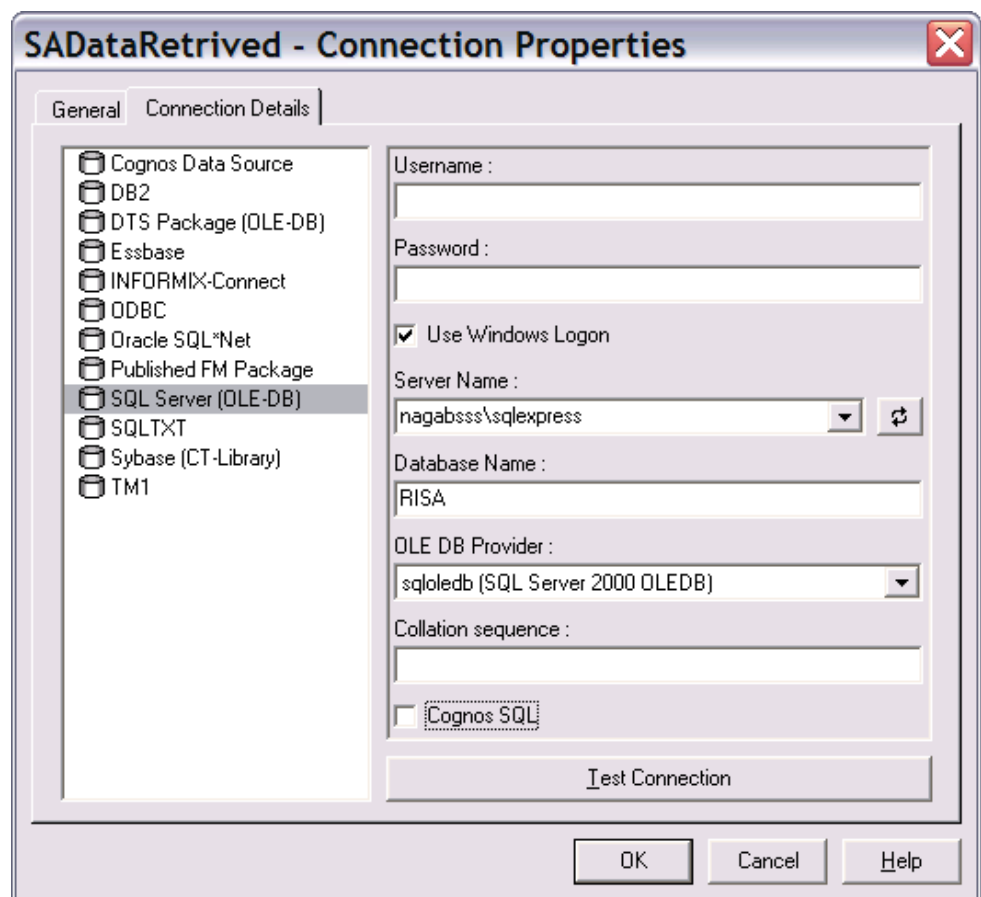 SADataRetrived - Connection Properties
General
Connection Details
Cognos Data Source
DB2
DTS Package (OLE-DB)
Essbase
INFORMIX-Connect
ODBC
Oracle SQL*Net
Published FM Package
SQL Server (OLE-DB)
SQLTXT
Sybase (CT-Library)
TM1
Username :
Password :
Use Windows Logon
Server Name :
nagabsss\sqlexpress
Database Name :
RISA
OLE DB Provider :
sqloledb (SQL Server 2000 OLEDB)
Collation sequence :
Cognos SQL
Test Connection
OK
Cancel
Help